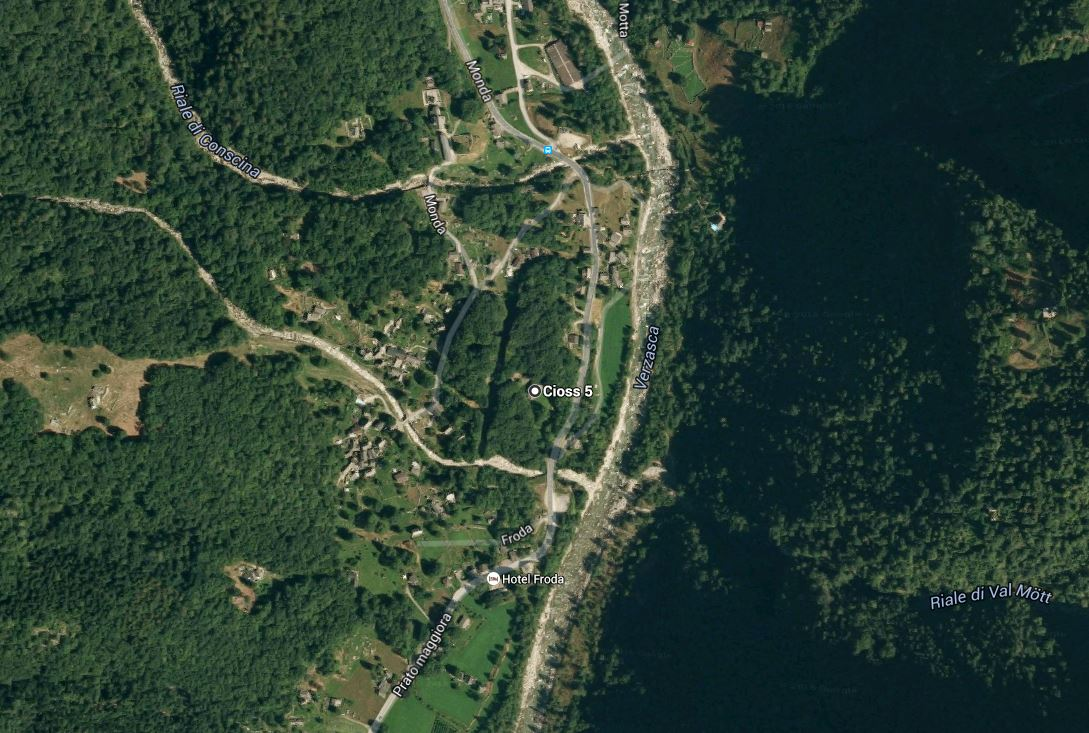 Motta
Monda
Riale di Conscina
Monda
Verzasca
Cioss 5
Froda
Hotel Froda
Riale di Val Mött
Prato maggiora